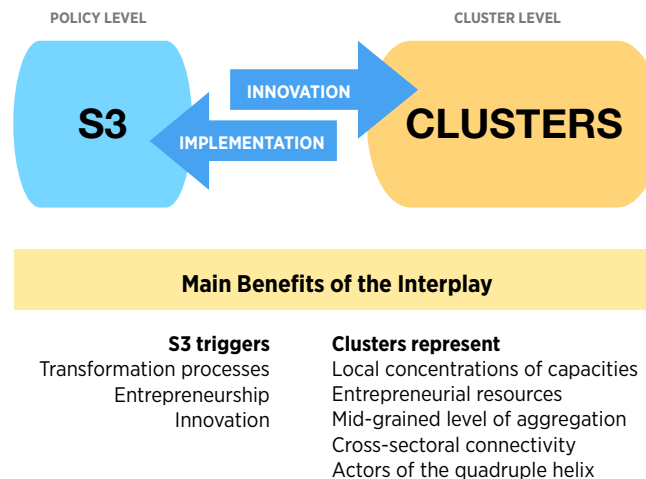 POLICY LEVEL
CLUSTER LEVEL
S3
INNOVATION
IMPLEMENTATION
CLUSTERS
Main Benefits of the Interplay
S3 triggers
Transformation processes
Entrepreneurship
Innovation
Clusters represent
Local concentrations of capacities
Entrepreneurial resources
Mid-grained level of aggregation
Cross-sectoral connectivity
Actors of the quadruple helix